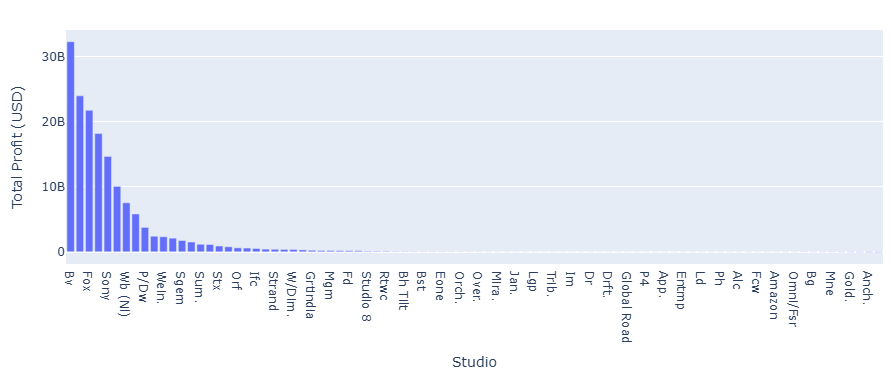 30B
20B
10B
0
Total Profit (USD)
Bv
Fox
Sony
Wb (Nl)
P/Dw
Wein.
Sgem
Sum.
Stx
Orf
Ifc
Strand
W/Dim.
GrtIndia
Mgm
Fd
Studio 8
Rtwc
Bh Tilt
Bst
Eone
Orch.
Over.
Mira.
Jan.
Lgp
Trib.
Im
Dr
Drft.
Global Road
P4
App.
Entmp
Ld
Ph
Alc
Fcw
Amazon
Omni/Fsr
Bg
Mne
Gold.
Anch.
Studio